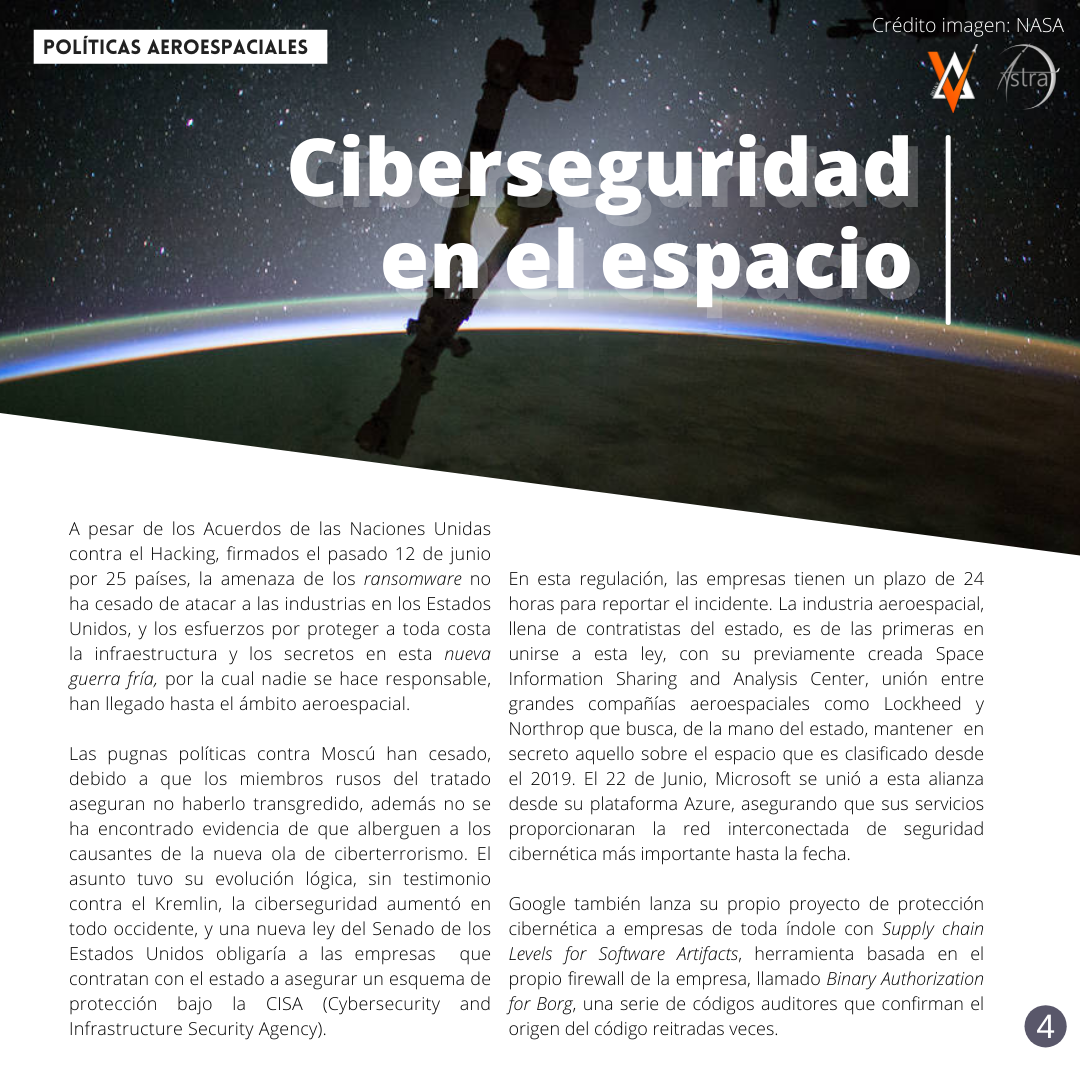 POLÍTICAS AEROESPACIALES
Crédito imagen: NASA
Astra
Ciberseguridad
en el espacio
A pesar de los Acuerdos de las Naciones Unidas
contra el Hacking, firmados el pasado 12 de junio
por 25 países, la amenaza de los ransomware no
ha cesado de atacar a las industrias en los Estados
Unidos, y los esfuerzos por proteger a toda costa
la infraestructura y los secretos en esta nueva
guerra fría, por la cual nadie se hace responsable,
han llegado hasta el ámbito aeroespacial.
Las pugnas políticas contra Moscú han cesado,
debido a que los miembros rusos del tratado
aseguran no haberlo transgredido, además no se
ha encontrado evidencia de que alberguen a los
causantes de la nueva ola de ciberterrorismo. El
asunto tuvo su evolución lógica, sin testimonio
contra el Kremlin, la ciberseguridad aumentó en
todo occidente, y una nueva ley del Senado de los
Estados Unidos obligaría a las empresas que
contratan con el estado a asegurar un esquema de
protección bajo la CISA (Cybersecurity and
Infrastructure Security Agency).
En esta regulación, las empresas tienen un plazo de 24
horas para reportar el incidente. La industria aeroespacial,
llena de contratistas del estado, es de las primeras en
unirse a esta ley, con su previamente creada Space
Information Sharing and Analysis Center, unión entre
grandes compañías aeroespaciales como Lockheed y
Northrop que busca, de la mano del estado, mantener en
secreto aquello sobre el espacio que es clasificado desde
el 2019. El 22 de Junio, Microsoft se unió a esta alianza
desde su plataforma Azure, asegurando que sus servicios
proporcionaran la red interconectada de seguridad
cibernética más importante hasta la fecha.
Google también lanza su propio proyecto de protección
cibernética a empresas de toda índole con Supply chain
Levels for Software Artifacts, herramienta basada en el
propio firewall de la empresa, llamado Binary Authorization
for Borg, una serie de códigos auditores que confirman el
origen del código reitradas veces.
4